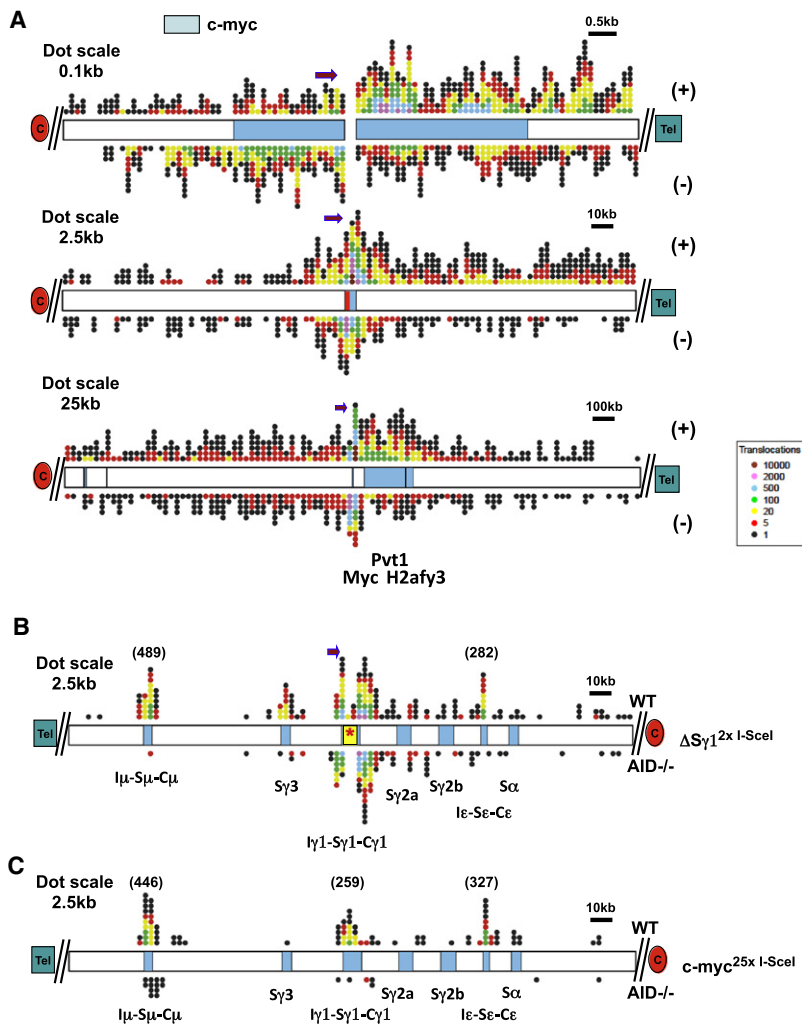 A
c-myc
0.5kb
Dot scale
0.1kb
(+)
C
Tel
(-)
Dot scale
2.5kb
10kb
(+)
C
Tel
(-)
Dot scale
25kb
100kb
(+)
C
Tel
(-)
Pvt1
Myc H2afy3
Translocations
10000
2000
500
100
20
5
1
B
(489)
(282)
Dot scale
2.5kb
10kb
WT
Tel
*
C
ΔSγ1 2x I-SceI
AID-/-
Iμ-Sμ-Cμ
Sγ3
Sγ2a
Sγ2b
Sα
Iε-Sε-Cε
Iγ1-Sγ1-Cγ1
C
Dot scale
2.5kb
(446)
(259)
(327)
10kb
WT
Tel
C
c-myc 25x I-SceI
AID-/-
Sγ3
Sγ2a
Sγ2b
Sα
Iμ-Sμ-Cμ
Iγ1-Sγ1-Cγ1
Iε-Sε-Cε